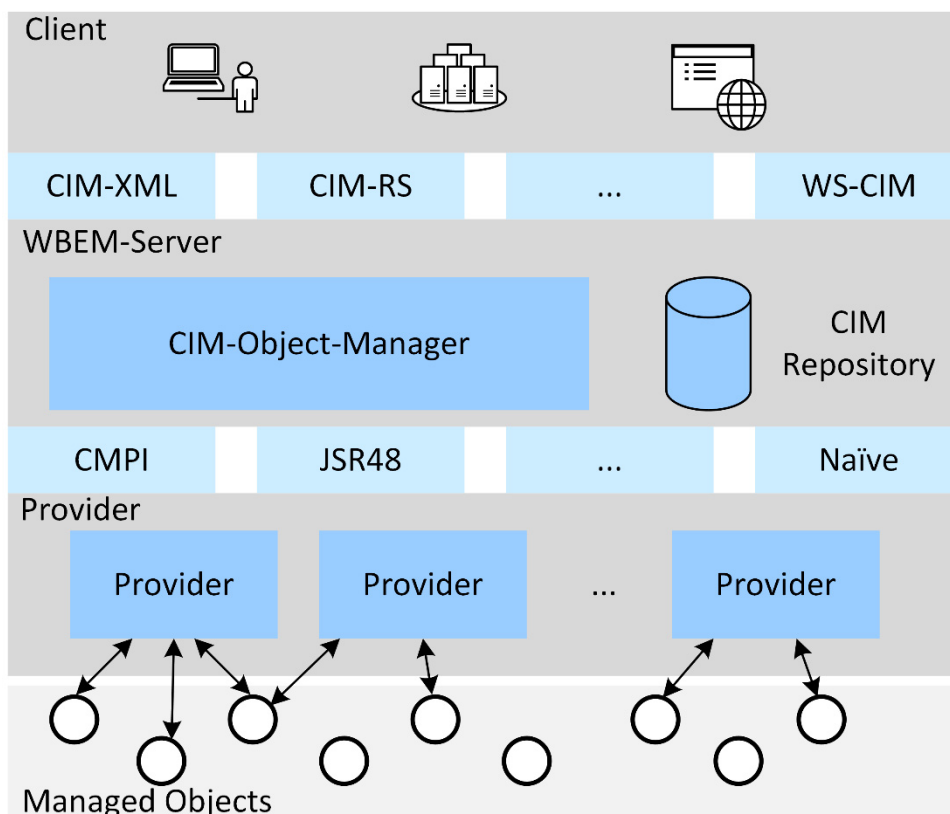 Client
CIM-XML
CIM-RS
...
WS-CIM
WBEM-Server
CIM-Object-Manager
CIM
Repository
CMPI
JSR48
...
Naïve
Provider
Provider
Provider
...
Provider
Managed Objects